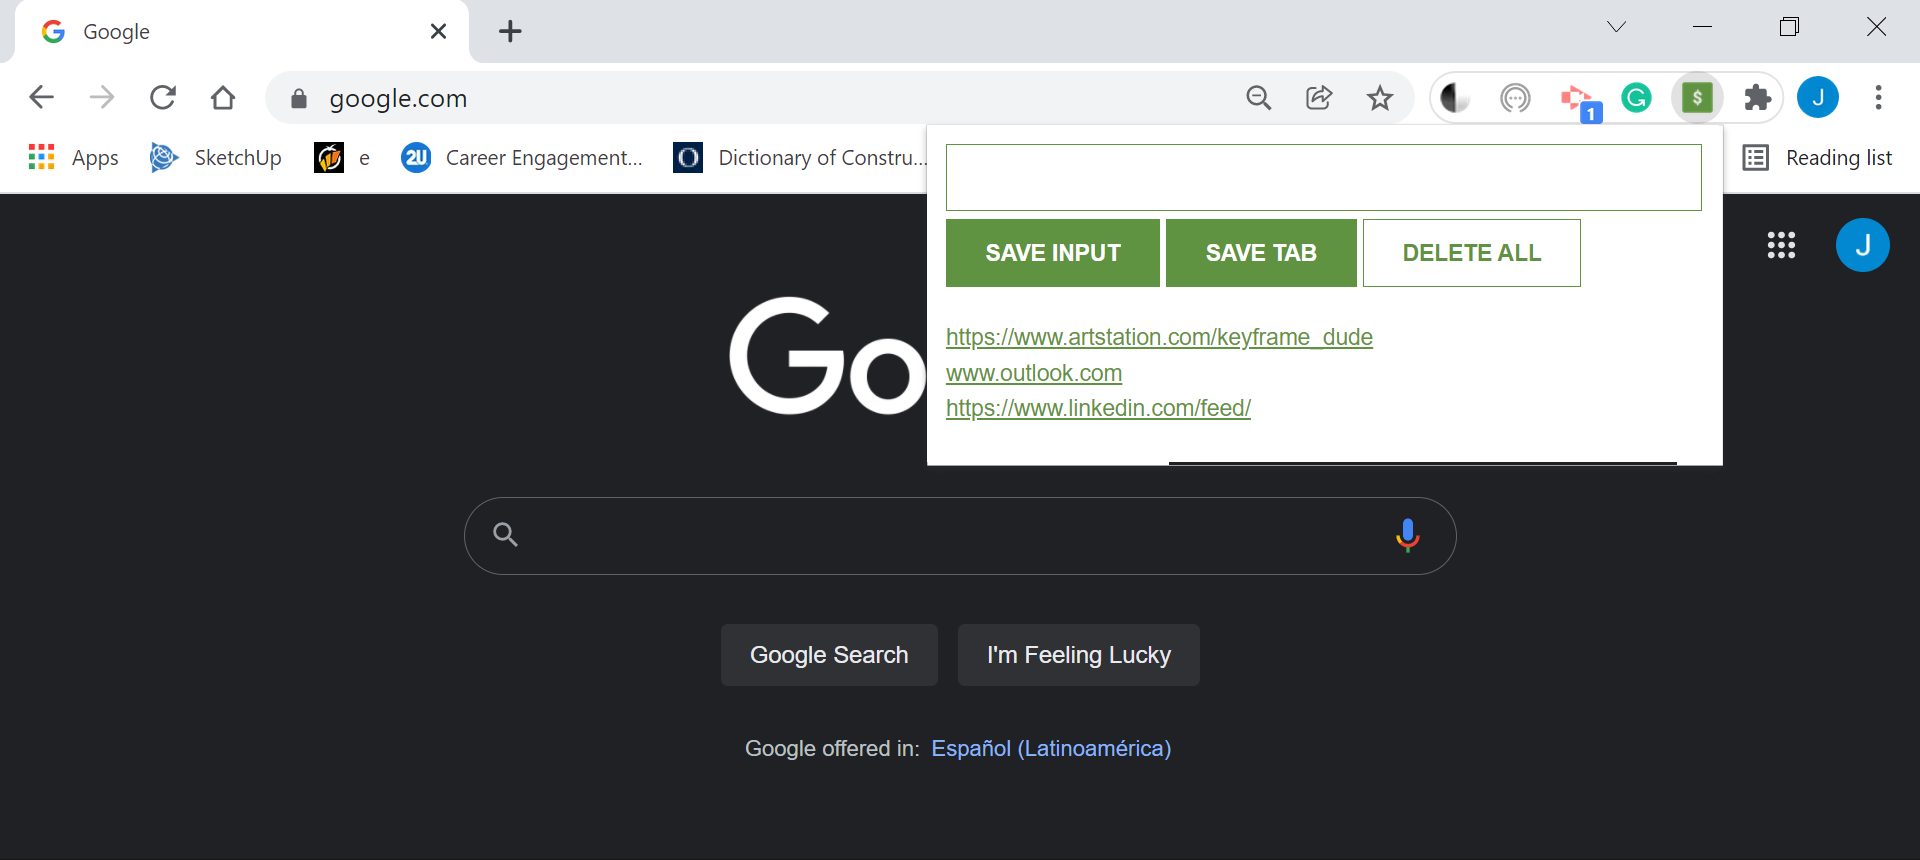 Google
google.com
1
$
J
Apps
SketchUp
e
2U
Career Engagement...
O
Dictionary of Constru...
Reading list
SAVE INPUT
SAVE TAB
DELETE ALL
J
https://www.artstation.com/keyframe_dude
www.outlook.com
https://www.linkedin.com/feed/
Go
Google Search
I'm Feeling Lucky
Google offered in: Español (Latinoamérica)